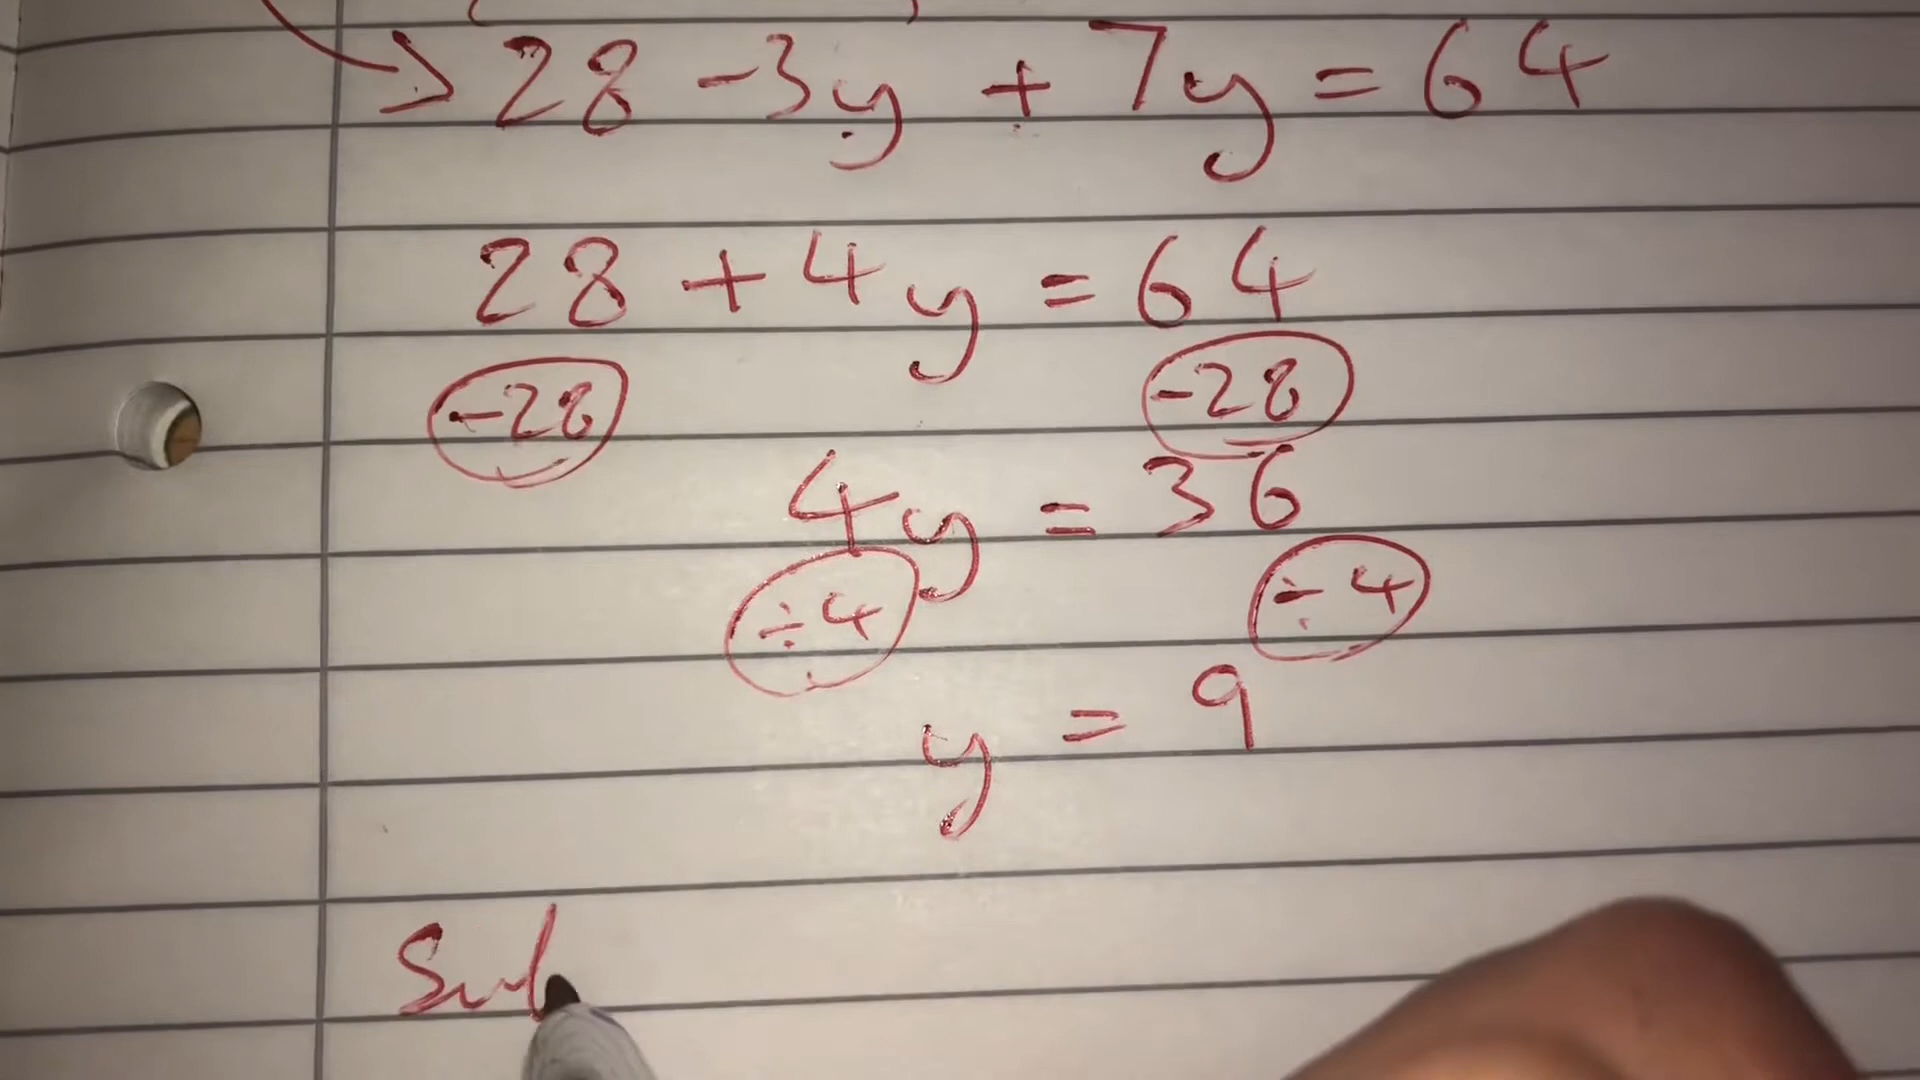 28 - 3y + 7y = 64
28 + 4y = 64
-28 -28
4y = 36
÷4 ÷4
y = 9
Sub